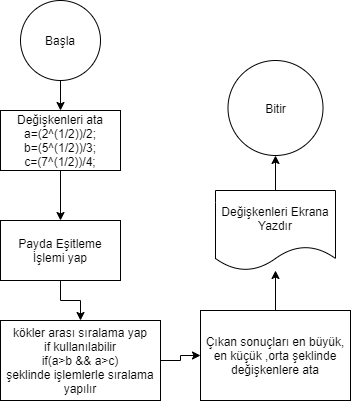 Başla
Değişkenleri ata
a=(2^(1/2))/2;
b=(5^(1/2))/3;
c=(7^(1/2))/4;
Payda Eşitleme
İşlemi yap
kökler arası sıralama yap
if kullanılabilir
if(a>b && a>c)
şeklinde işlemlerle sıralama
yapılır
Çıkan sonuçları en büyük,
en küçük ,orta şeklinde
değişkenlere ata
Değişkenleri Ekrana
Yazdır
Bitir